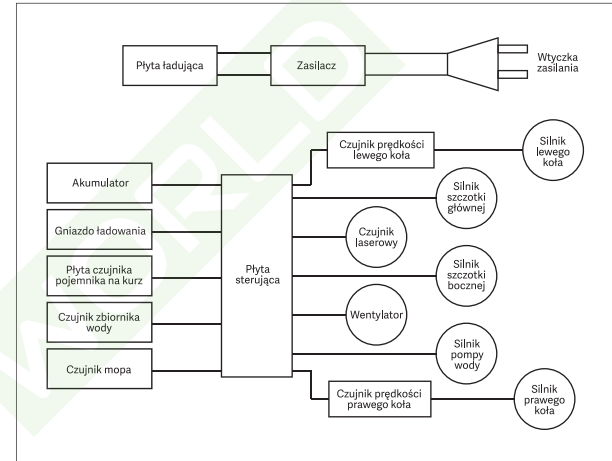 Płyta ładująca
Zasilacz
Wtyczka
zasilania
Czujnik prędkości
lewego koła
Silnik
lewego
koła
Akumulator
Gniazdo ładowania
Płyta czujnika
pojemnika na kurz
Czujnik zbiornika
wody
Czujnik mopa
Płyta
sterująca
Silnik
szczotki
głównej
Czujnik
laserowy
Silnik
szczotki
bocznej
Wentylator
Silnik
pompy
wody
Czujnik prędkości
prawego koła
Silnik
prawego
koła
WORLD